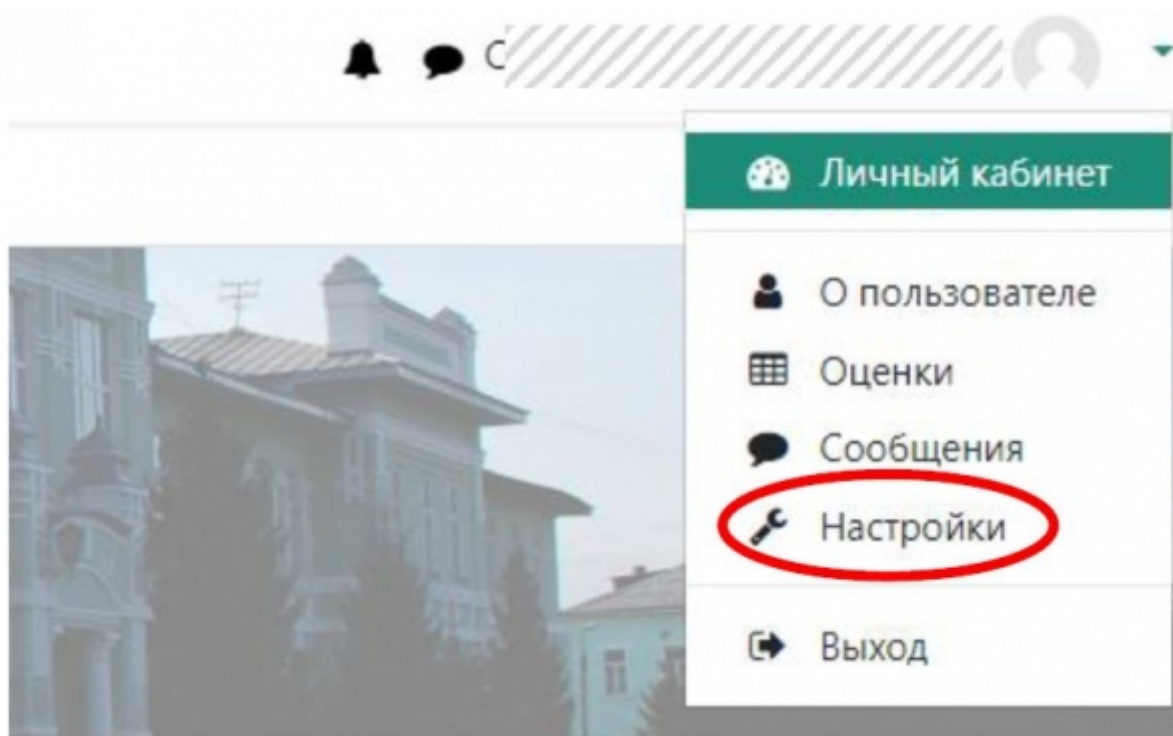 С
Личный кабинет
О пользователе
Оценки
Сообщения
Настройки
Выход